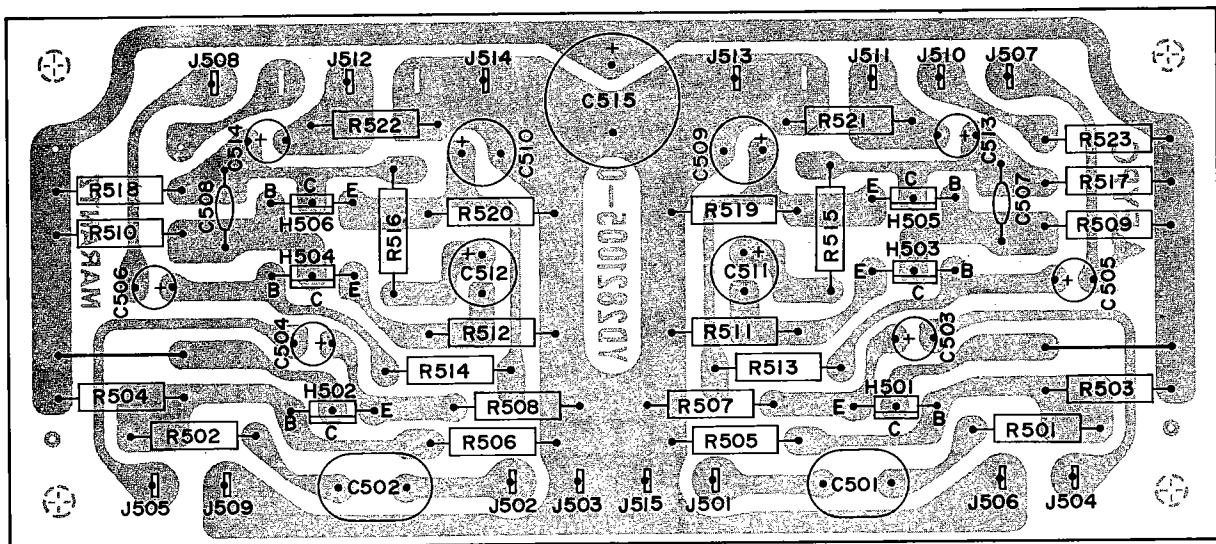 J508 J512 J514 J513 J511 J510 J507
+
C515
R522 R521
C514 + + C510 C509 + + C513 R523
R518 C508 B C E R516 R520 R519 R515 E C B C507 R517
H506 H505
R510 R509
H504 H503
C506 + B C E + C512 C511 + E C B + C505
YD281005-0
MARANTZ
C504 + R512 R511 + C503
R514 R513
R504 H502 H501 R503
B C E R508 R507 E C B
R502 R506 R505 R501
C502 C501
J505 J509 J502 J503 J515 J501 J506 J504